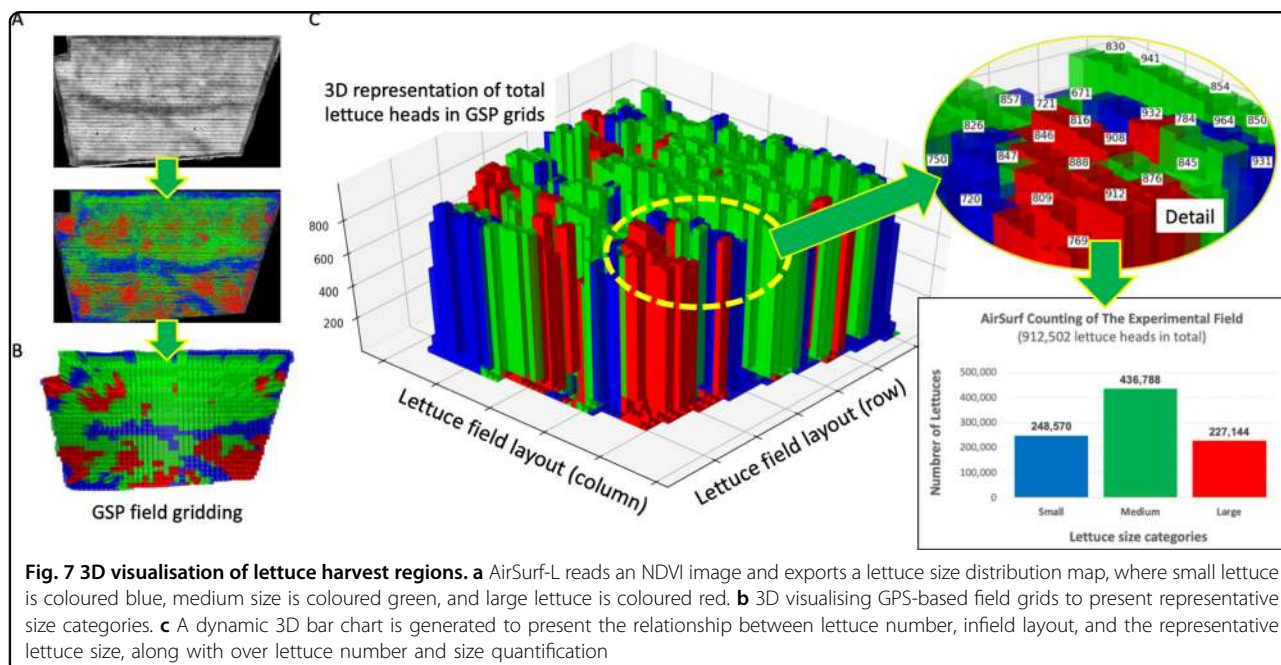 A
C
3D representation of total
lettuce heads in GSP grids
800
600
400
200
Lettuce field layout (column)
Lettuce field layout (row)
B
GSP field gridding
830
941
854
857
721
671
826
846
816
932
784
964
850
908
750
847
888
845
931
876
720
809
912
769
Detail
AirSurf Counting of The Experimental Field
(912,502 lettuce heads in total)
Numbrer of Lettuces
500,000
400,000
300,000
200,000
100,000
0
248,570
436,788
227,144
Small
Medium
Large
Lettuce size categories
Fig. 7 3D visualisation of lettuce harvest regions. a AirSurf-L reads an NDVI image and exports a lettuce size distribution map, where small lettuce
is coloured blue, medium size is coloured green, and large lettuce is coloured red. b 3D visualising GPS-based field grids to present representative
size categories. c A dynamic 3D bar chart is generated to present the relationship between lettuce number, infield layout, and the representative
lettuce size, along with over lettuce number and size quantification